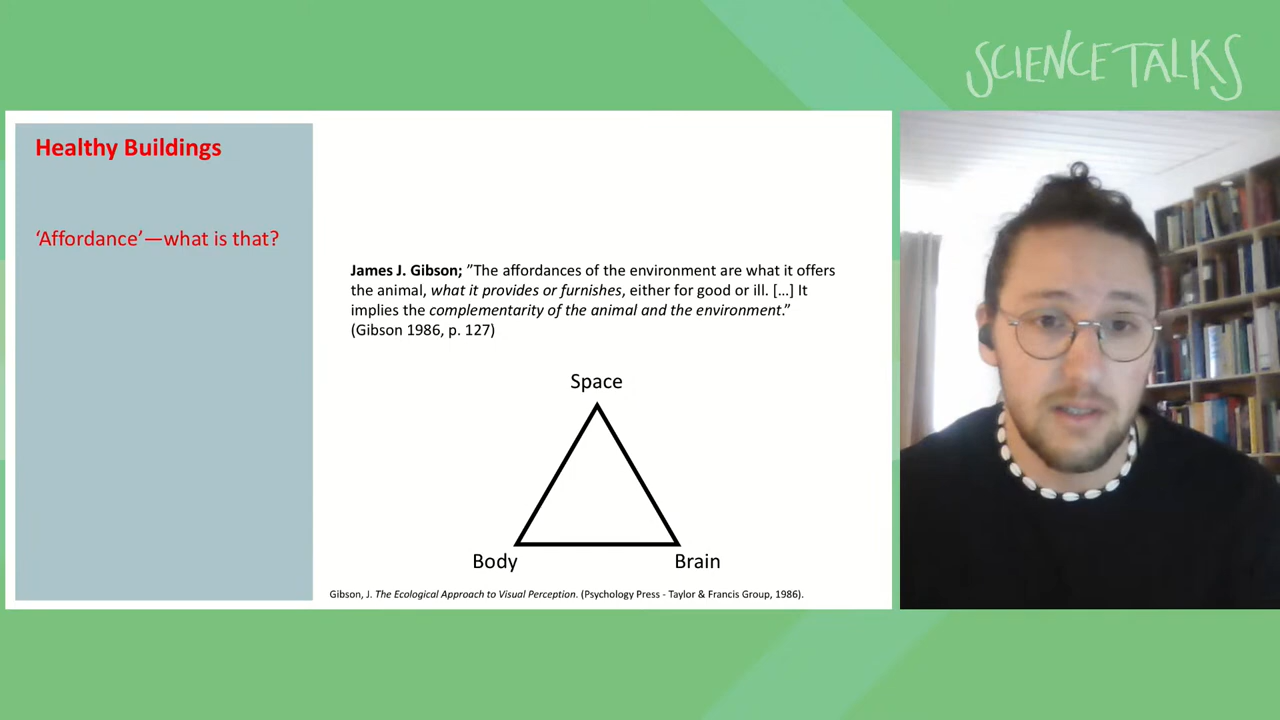 SCIENCE TALKS
Healthy Buildings
‘Affordance’—what is that?
James J. Gibson; ”The affordances of the environment are what it offers
the animal, what it provides or furnishes, either for good or ill. […] It
implies the complementarity of the animal and the environment.”
(Gibson 1986, p. 127)
Space
Body
Brain
Gibson, J. The Ecological Approach to Visual Perception. (Psychology Press - Taylor & Francis Group, 1986).